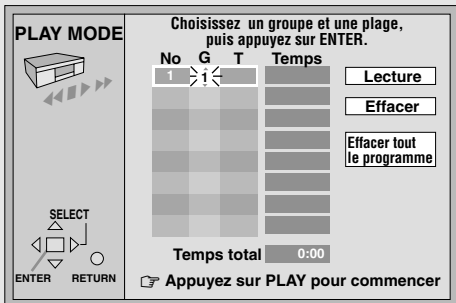 PLAY MODE
Choisissez un groupe et une plage,
puis appuyez sur ENTER.
No G T Temps
1 1
Lecture
Effacer
Effacer tout
le programme
SELECT
ENTER RETURN
Temps total 0:00
☞ Appuyez sur PLAY pour commencer